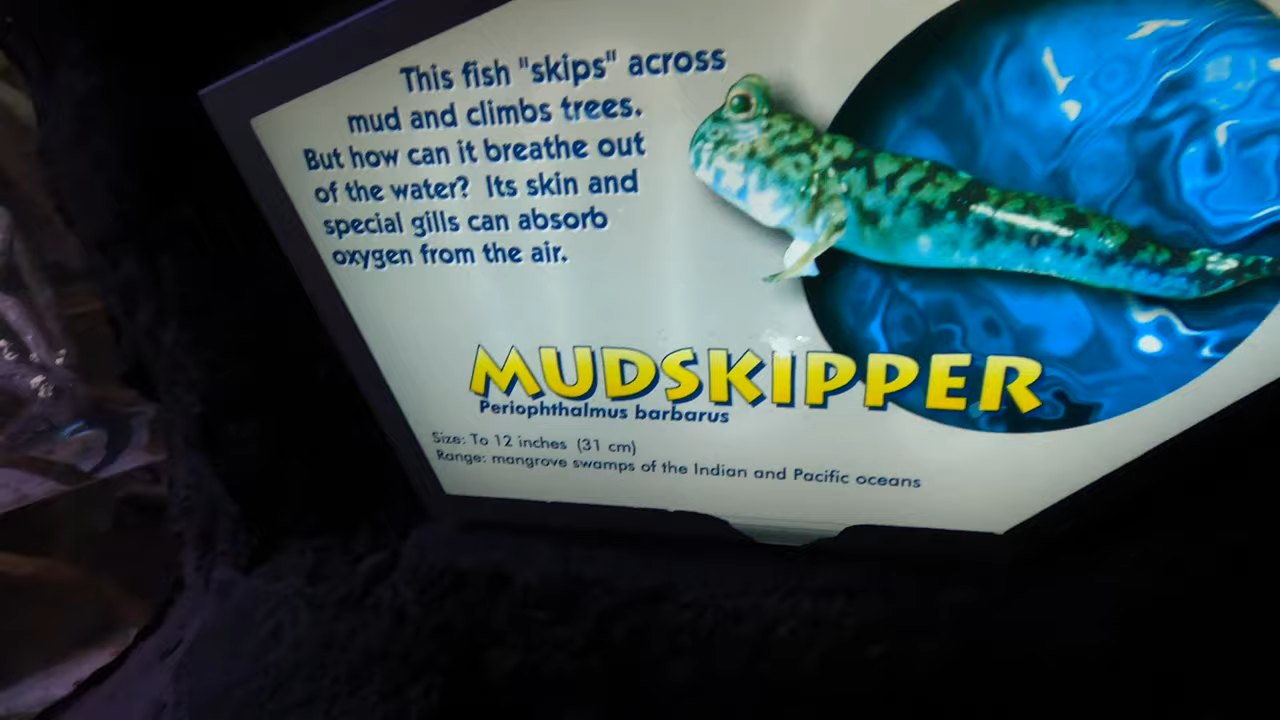 This fish "skips" across
mud and climbs trees.
But how can it breathe out
of the water? Its skin and
special gills can absorb
oxygen from the air.
MUDSKIPPER
Periophthalmus barbarus
Size: To 12 inches (31 cm)
Range: mangrove swamps of the Indian and Pacific oceans